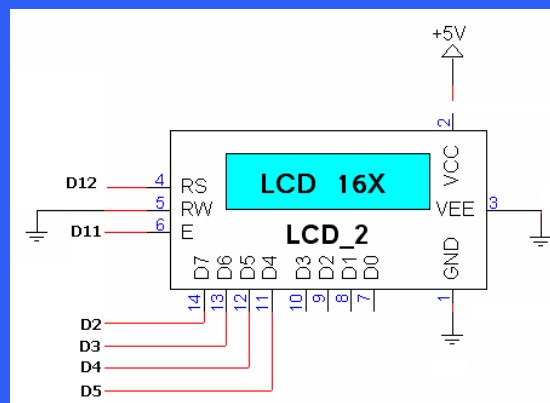 +5V
2
VCC
D12 4 RS
LCD 16X
5 RW
VEE 3
D11 6 E
LCD_2
D7 D6 D5 D4 D3 D2 D1 D0
GND
14 13 12 11 10 9 8 7
1
D2
D3
D4
D5